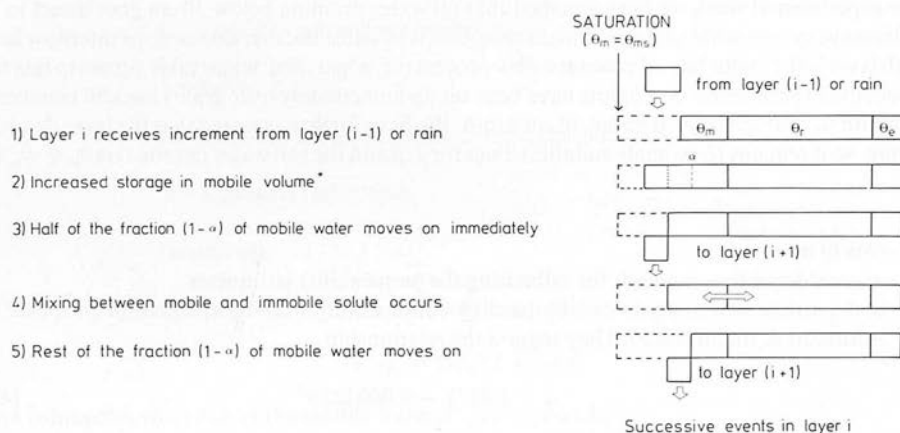 SATURATION
(θm = θms)
from layer (i-1) or rain
1) Layer i receives increment from layer (i-1) or rain
θm θr θe
α
2) Increased storage in mobile volume*
3) Half of the fraction (1-α) of mobile water moves on immediately
to layer (i+1)
4) Mixing between mobile and immobile solute occurs
5) Rest of the fraction (1-α) of mobile water moves on
to layer (i+1)
Successive events in layer i